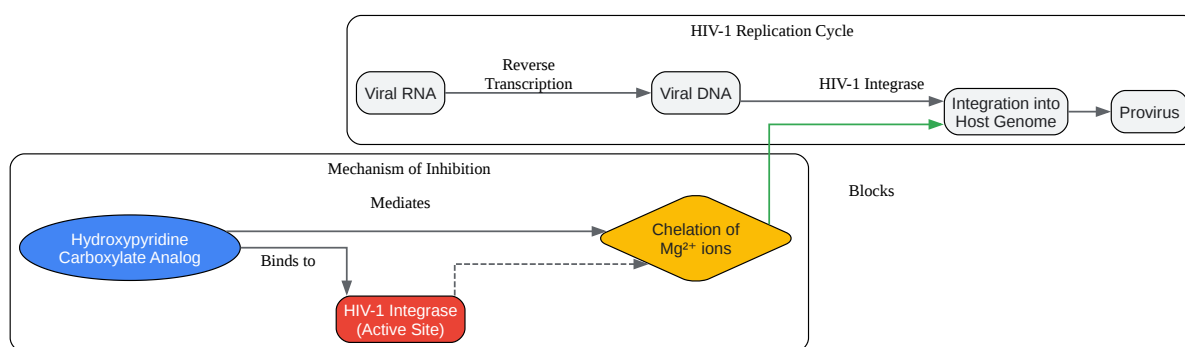 HIV-1 Replication Cycle
Reverse
Transcription
Viral RNA
Viral DNA
HIV-1 Integrase
Integration into
Host Genome
Provirus
Mechanism of Inhibition
Blocks
Mediates
Hydroxypyridine
Carboxylate Analog
Chelation of
Mg²⁺ ions
Binds to
HIV-1 Integrase
(Active Site)